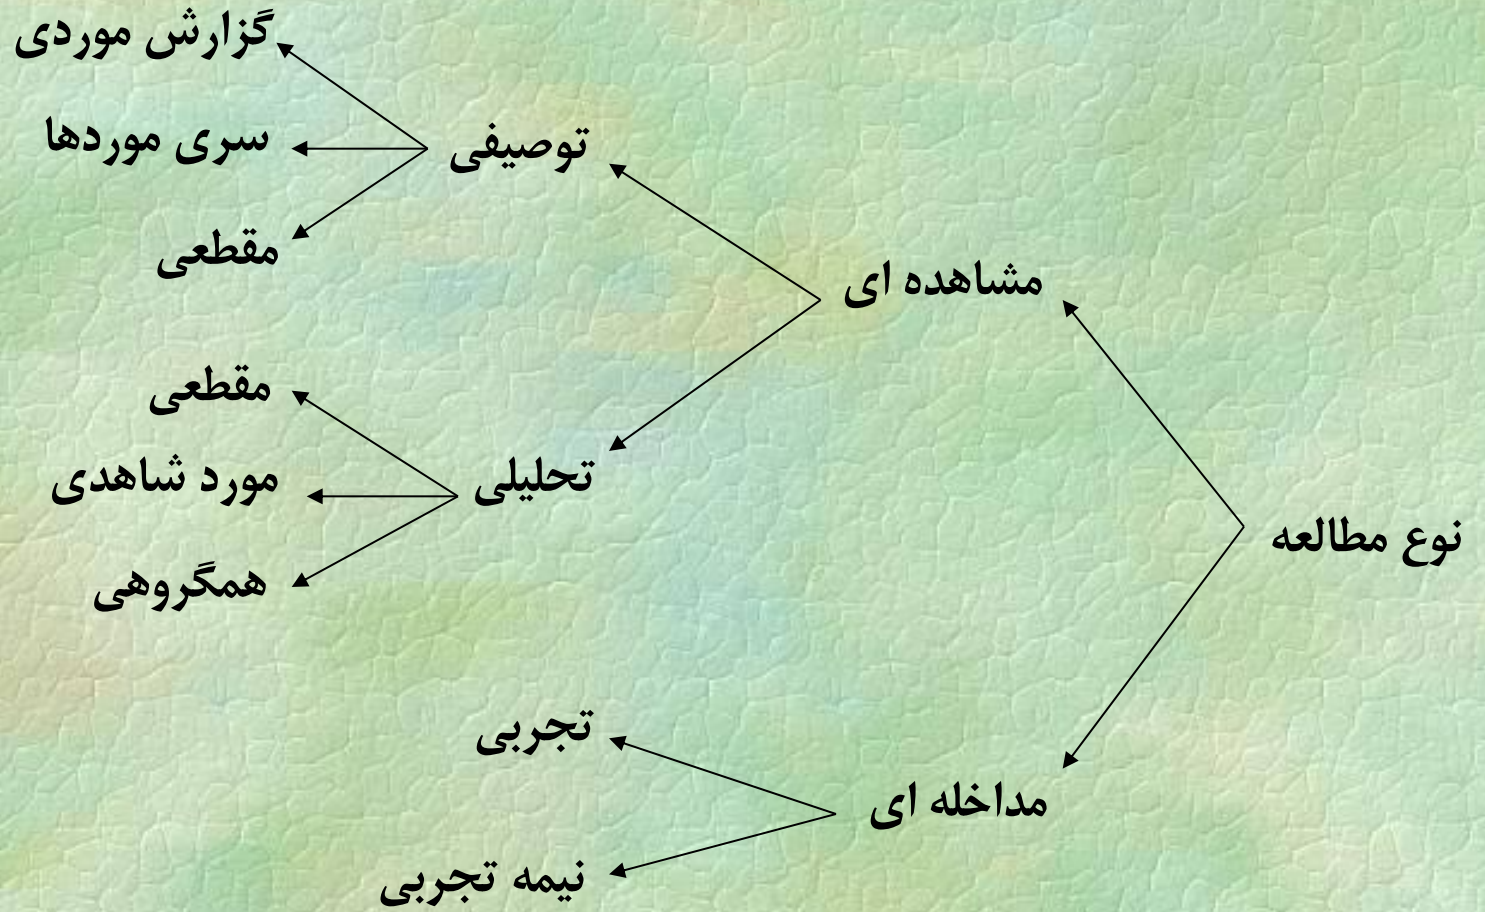 نوع مطالعه
مشاهده ای
توصیفی
گزارش موردی
سری موردها
مقطعی
تحلیلی
مقطعی
مورد شاهدی
همگروهی
مداخله ای
تجربی
نیمه تجربی